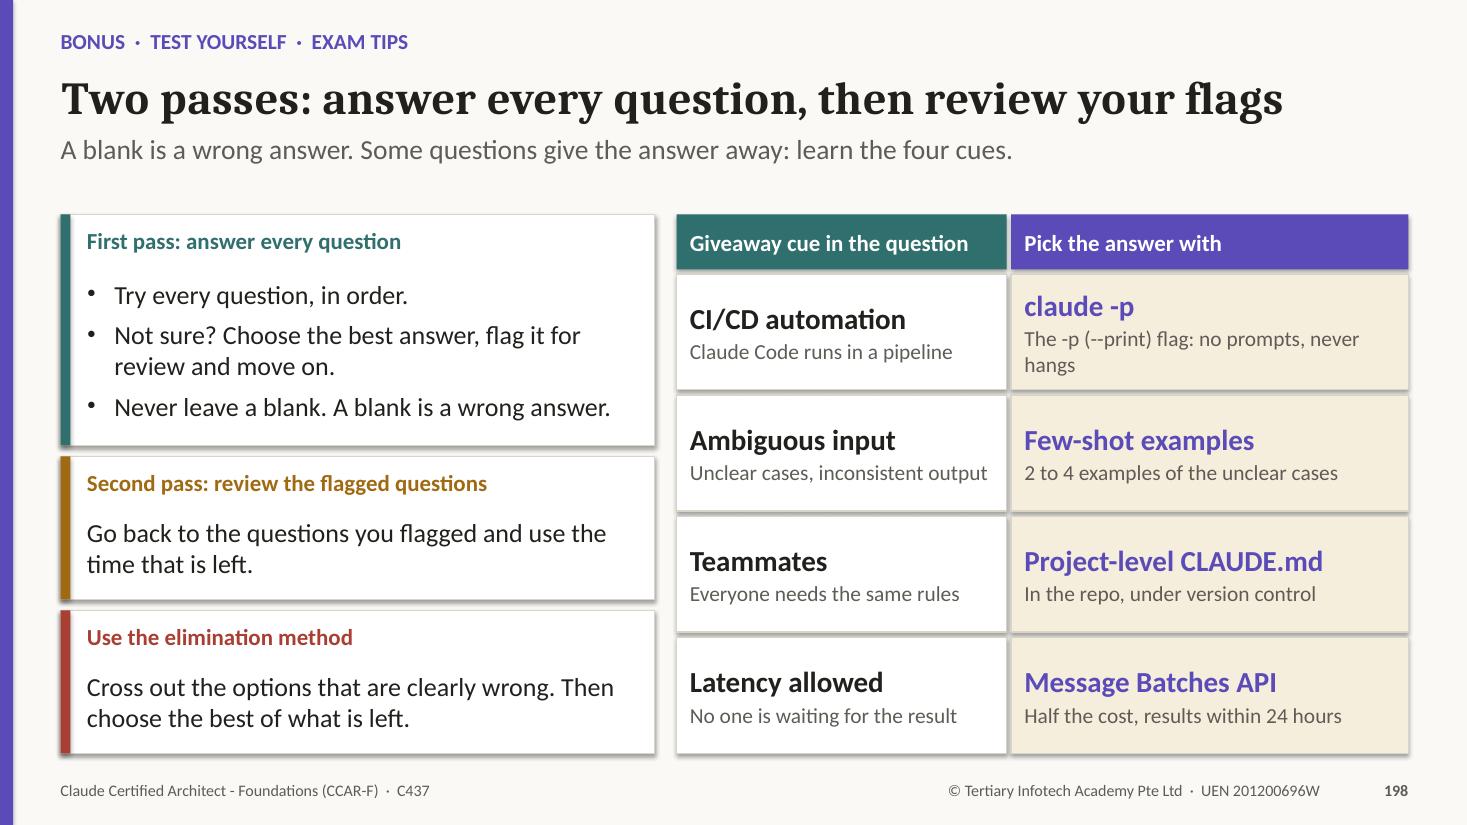 BONUS · TEST YOURSELF · EXAM TIPS
Two passes: answer every question, then review your flags
A blank is a wrong answer. Some questions give the answer away: learn the four cues.
First pass: answer every question
• Try every question, in order.
• Not sure? Choose the best answer, flag it for
review and move on.
• Never leave a blank. A blank is a wrong answer.
Second pass: review the flagged questions
Go back to the questions you flagged and use the
time that is left.
Use the elimination method
Cross out the options that are clearly wrong. Then
choose the best of what is left.
Giveaway cue in the question
Pick the answer with
CI/CD automation
Claude Code runs in a pipeline
claude -p
The -p (--print) flag: no prompts, never
hangs
Ambiguous input
Unclear cases, inconsistent output
Few-shot examples
2 to 4 examples of the unclear cases
Teammates
Everyone needs the same rules
Project-level CLAUDE.md
In the repo, under version control
Latency allowed
No one is waiting for the result
Message Batches API
Half the cost, results within 24 hours
Claude Certified Architect - Foundations (CCAR-F) · C437
© Tertiary Infotech Academy Pte Ltd · UEN 201200696W
198